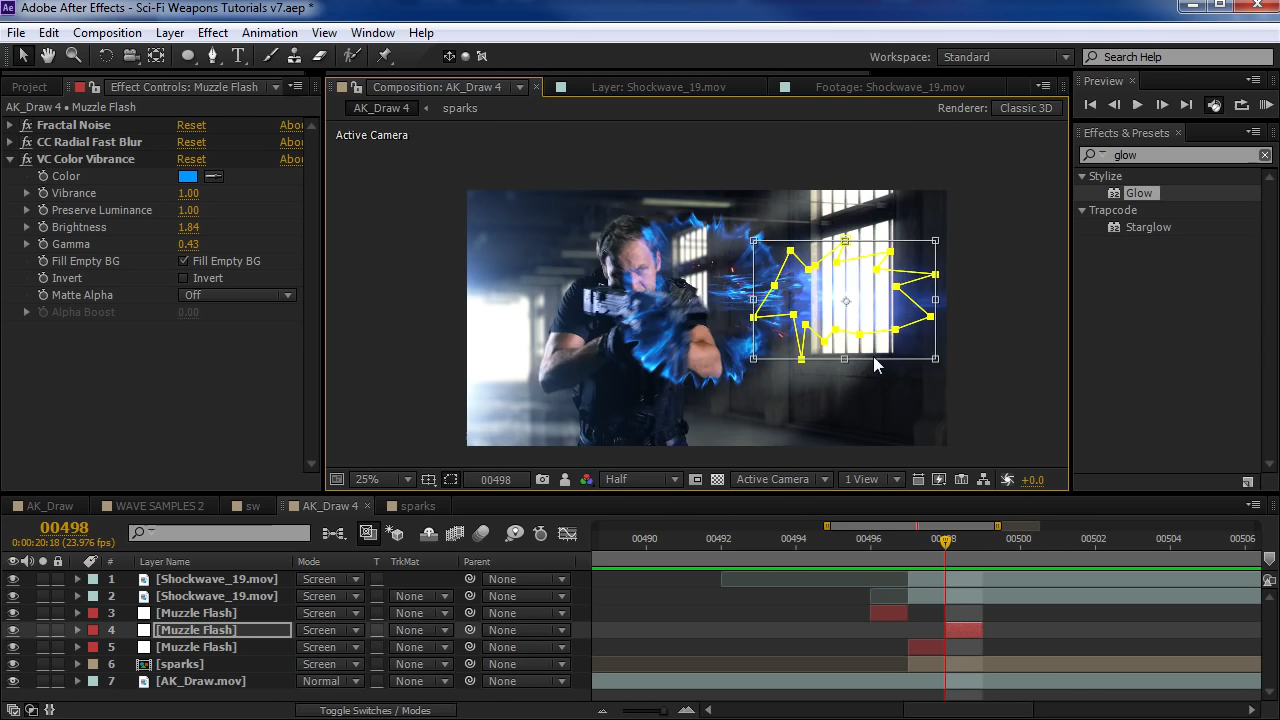 Adobe After Effects - Sci-Fi Weapons Tutorials v7.aep *
File Edit Composition Layer Effect Animation View Window Help
Workspace: Standard Search Help
Project Effect Controls: Muzzle Flash
AK_Draw 4 • Muzzle Flash
Fractal Noise Reset Abou
CC Radial Fast Blur Reset Abou
VC Color Vibrance Reset Abou
Color
Vibrance 1.00
Preserve Luminance 1.00
Brightness 1.84
Gamma 0.43
Fill Empty BG Fill Empty BG
Invert Invert
Matte Alpha Off
Alpha Boost 0.00
Composition: AK_Draw 4 Layer: Shockwave_19.mov Footage: Shockwave_19.mov
AK_Draw 4 sparks Renderer: Classic 3D
Active Camera
25% 00498 Half Active Camera 1 View +0.0
Preview
Effects & Presets
glow
Stylize
Glow
Trapcode
Starglow
AK_Draw WAVE SAMPLES 2 sw AK_Draw 4 sparks
00498
0:00:20:18 (23.976 fps)
00490 00492 00494 00496 00498 00500 00502 00504 00506
# Layer Name Mode T TrkMat Parent
1 [Shockwave_19.mov] Screen None
2 [Shockwave_19.mov] Screen None None
3 [Muzzle Flash] Screen None None
4 [Muzzle Flash] Screen None None
5 [Muzzle Flash] Screen None None
6 [sparks] Screen None None
7 [AK_Draw.mov] Normal None None
Toggle Switches / Modes